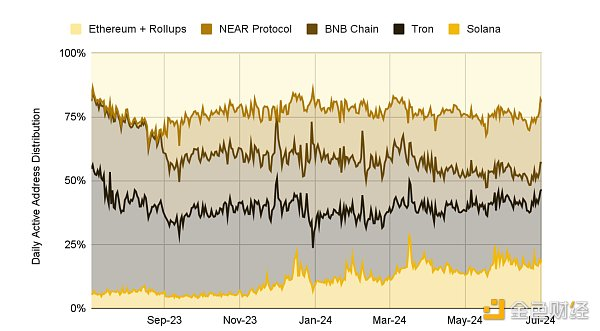 Ethereum + Rollups NEAR Protocol BNB Chain Tron Solana
Daily Active Address Distribution
100%
75%
50%
25%
0%
Sep-23 Nov-23 Jan-24 Mar-24 May-24 Jul-24
金色财经